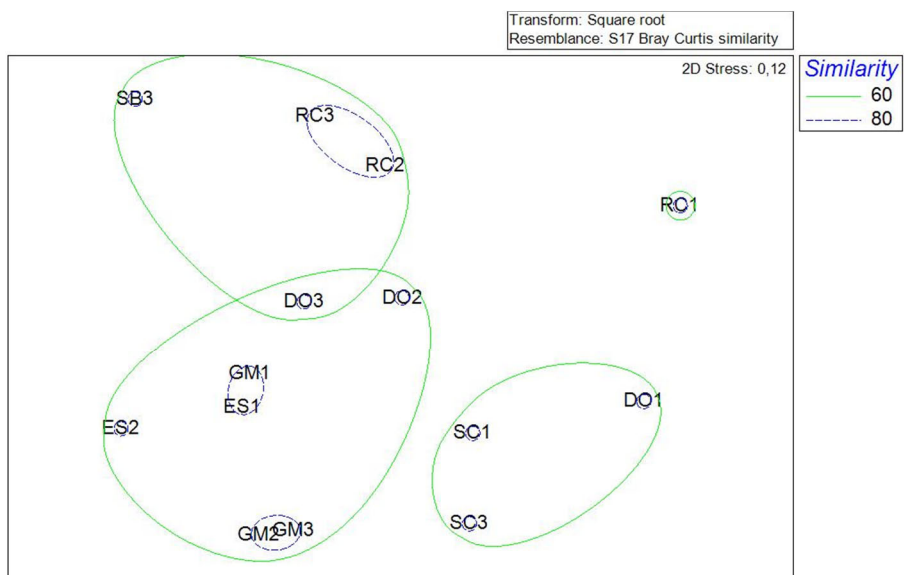 Transform: Square root
Resemblance: S17 Bray Curtis similarity
2D Stress: 0,12
Similarity
60
80
SB3
RC3
RC2
RC1
DO3
DO2
GM1
ES1
ES2
DO1
SC1
SC3
GM2
GM3